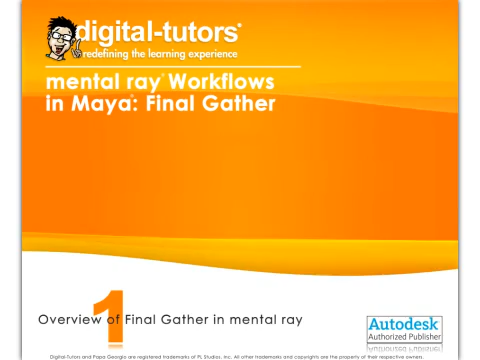 digital-tutors®
redefining the learning experience
mental ray® Workflows
in Maya®: Final Gather
1
Overview of Final Gather in mental ray
Autodesk
Authorized Publisher
Digital-Tutors and Papa Georgio are registered trademarks of PL Studios, Inc. All other trademarks and copyrights are the property of their respective owners.